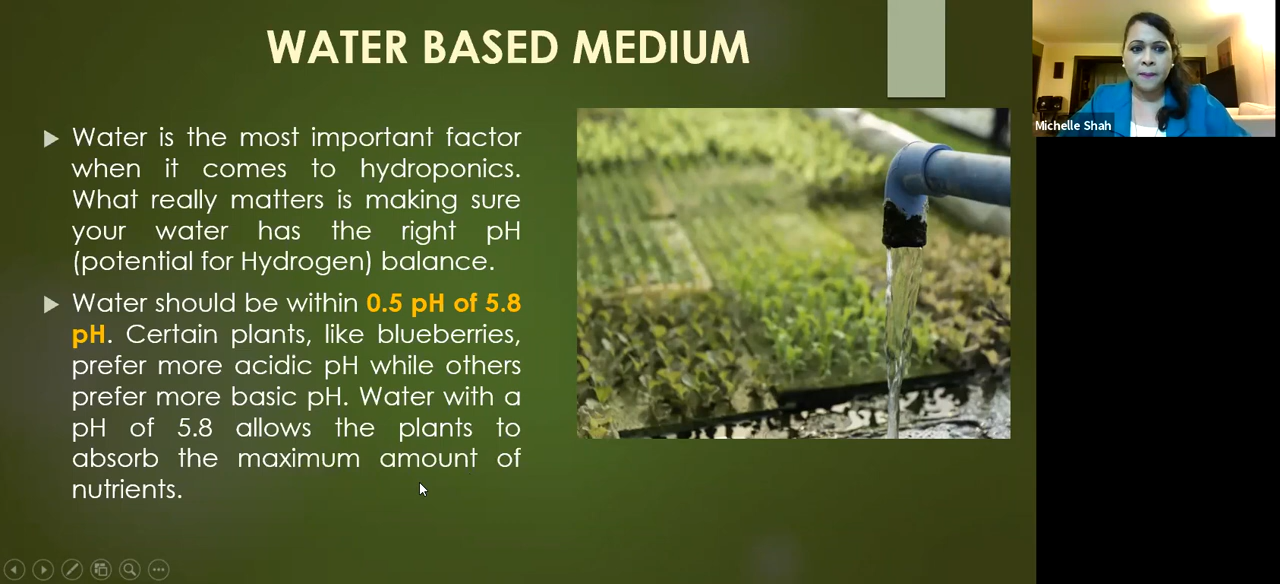 WATER BASED MEDIUM
Water is the most important factor
when it comes to hydroponics.
What really matters is making sure
your water has the right pH
(potential for Hydrogen) balance.
Water should be within 0.5 pH of 5.8
pH. Certain plants, like blueberries,
prefer more acidic pH while others
prefer more basic pH. Water with a
pH of 5.8 allows the plants to
absorb the maximum amount of
nutrients.
Michelle Shah